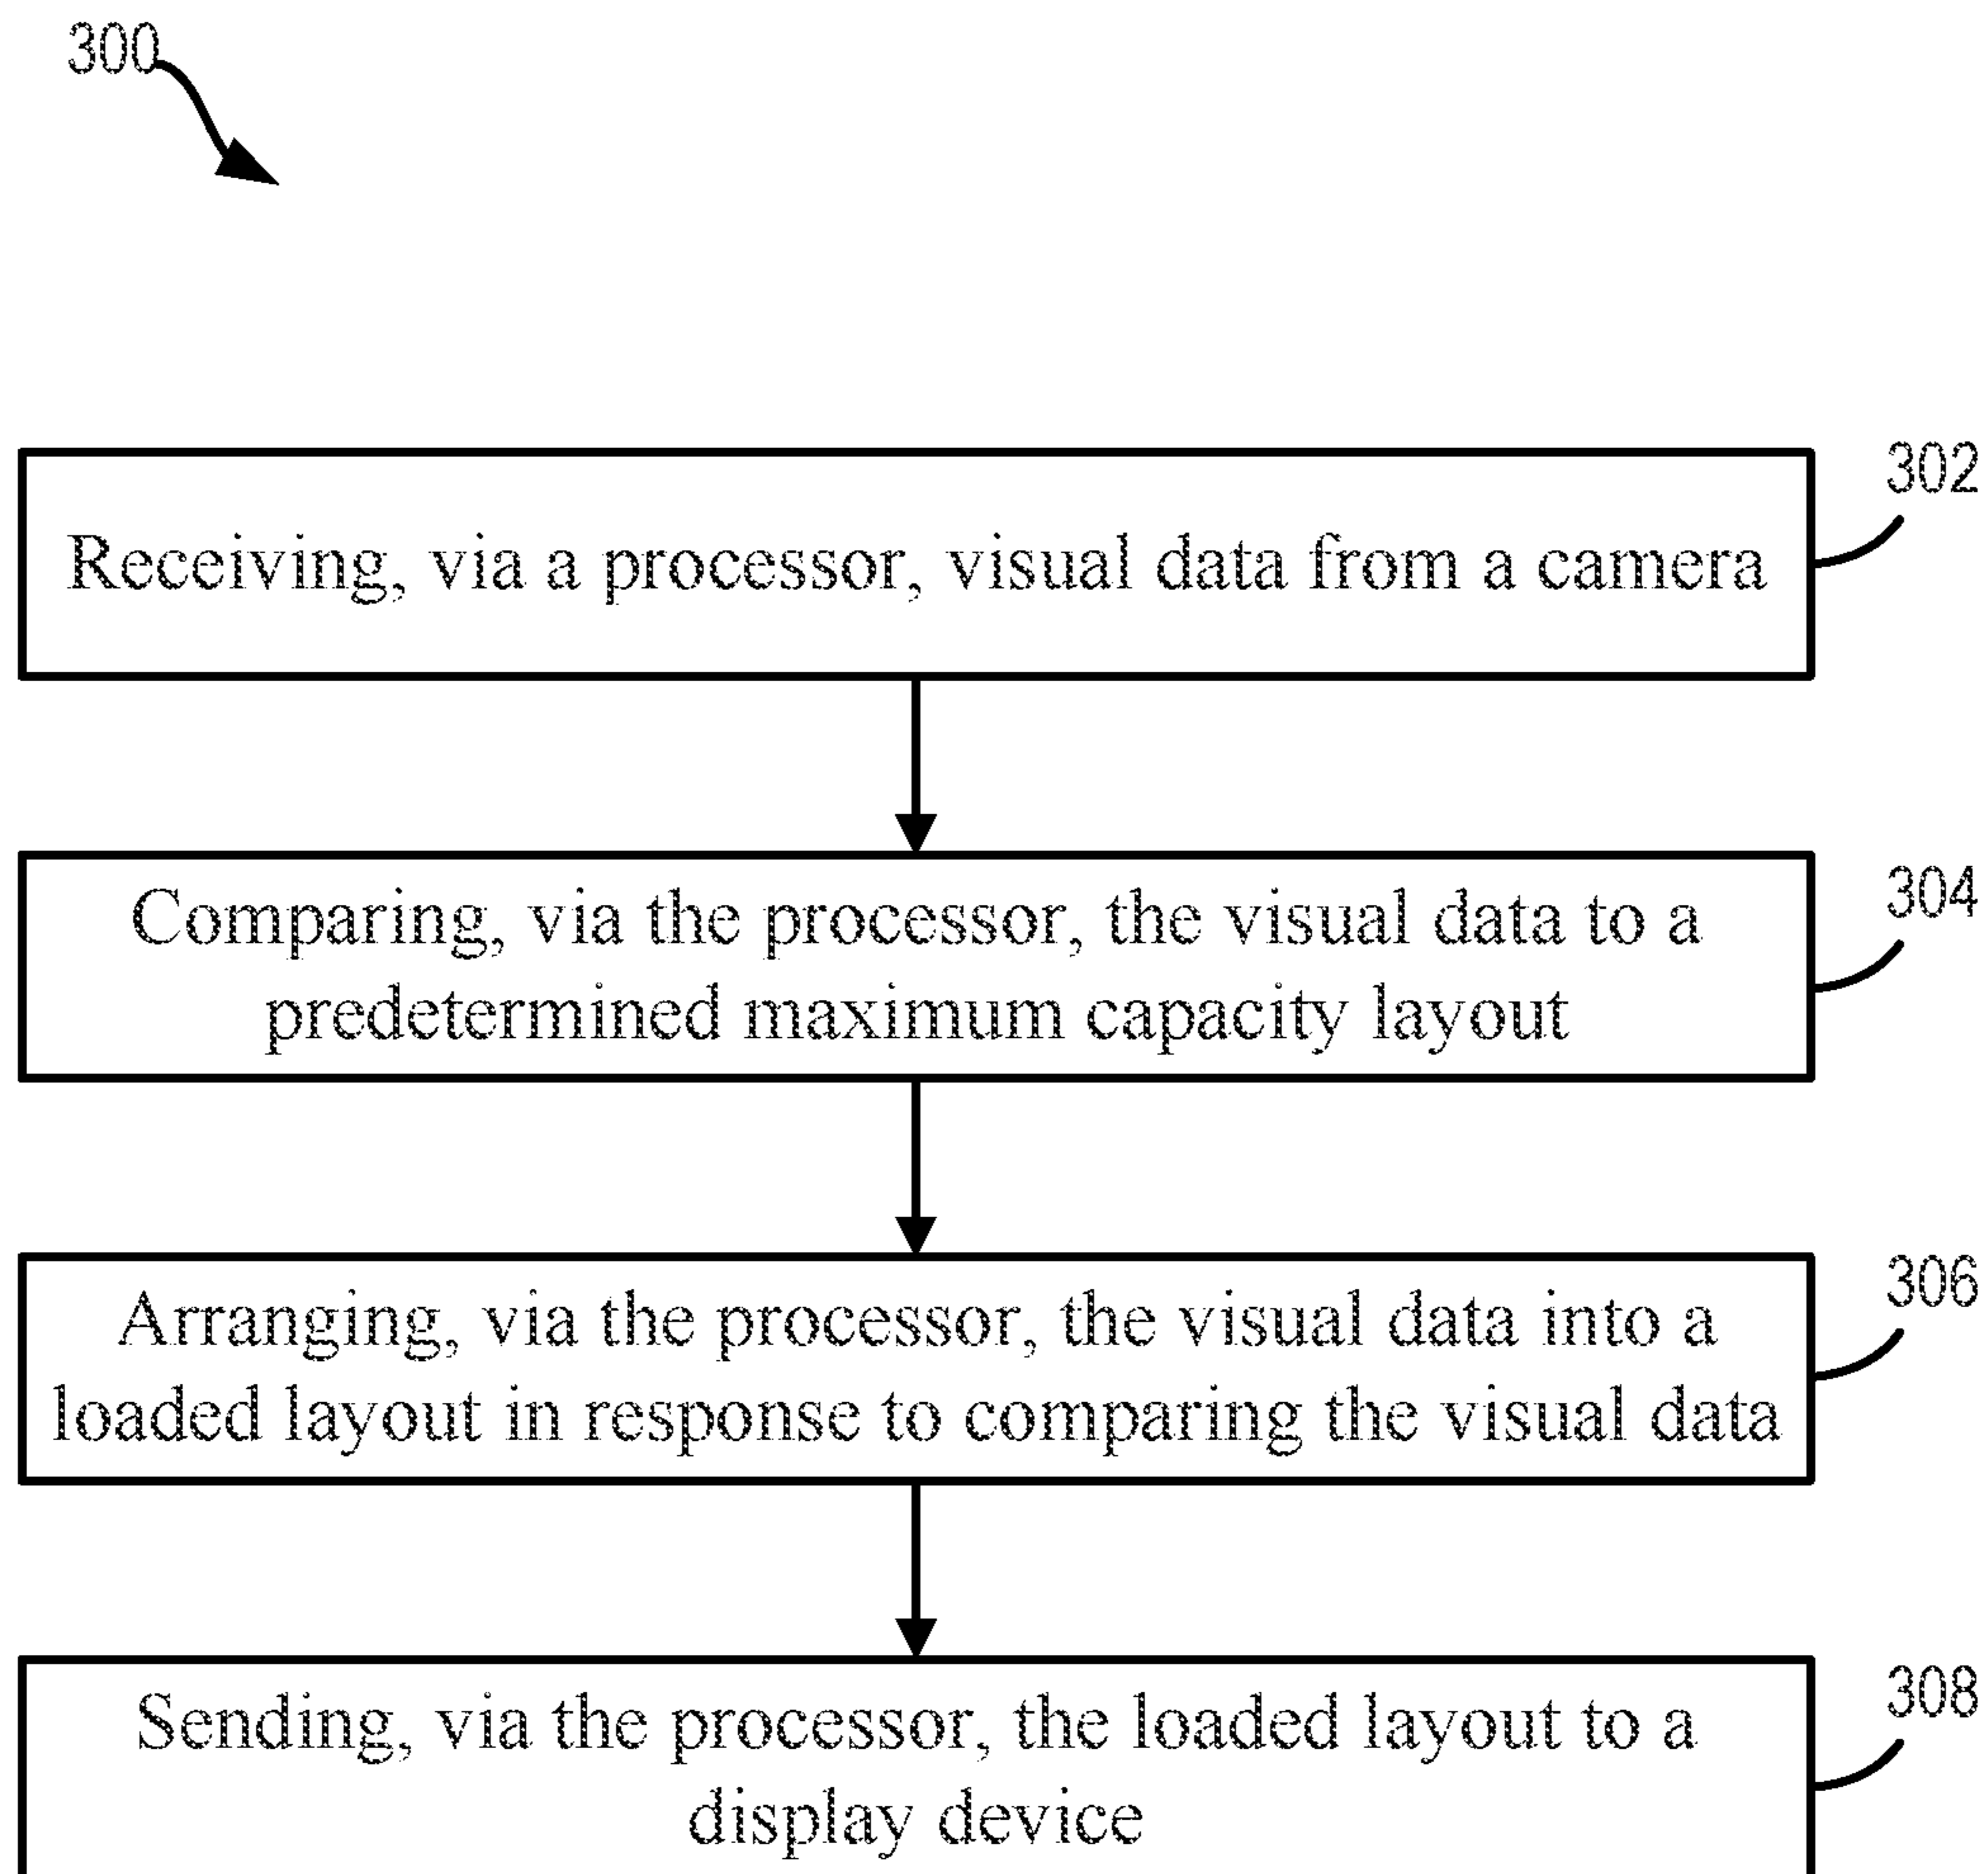 300
302
Receiving, via a processor, visual data from a camera
304
Comparing, via the processor, the visual data to a
predetermined maximum capacity layout
306
Arranging, via the processor, the visual data into a
loaded layout in response to comparing the visual data
308
Sending, via the processor, the loaded layout to a
display device